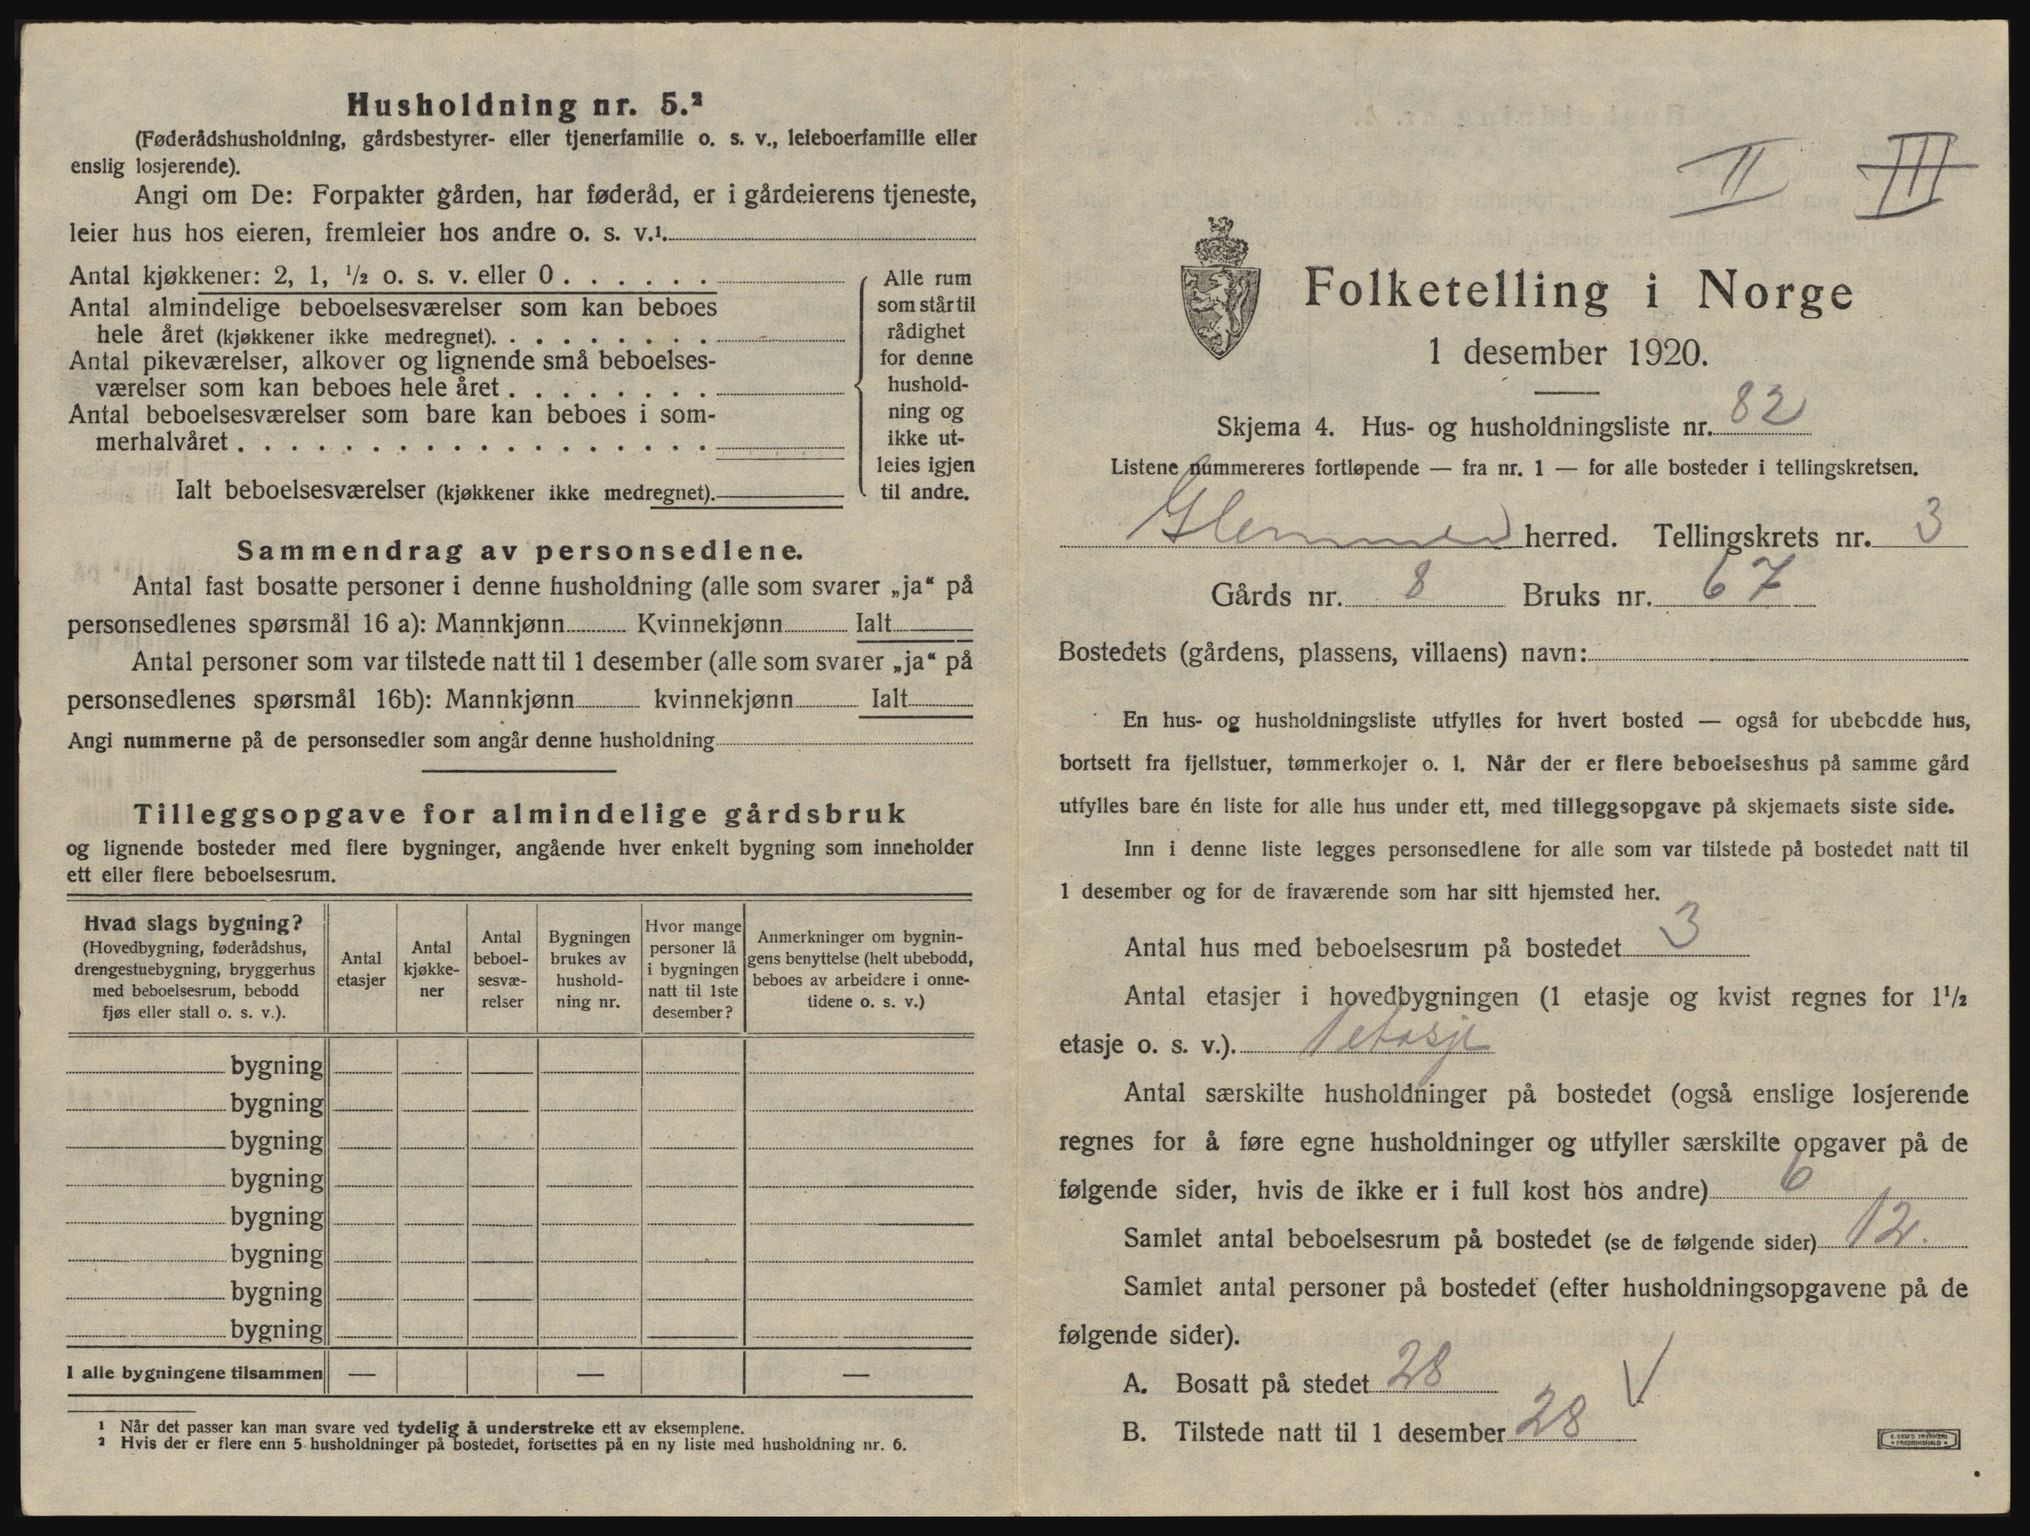 Husholdning nr. 5.²
(Føderådshusholdning, gårdsbestyrer- eller tjenerfamilie o. s. v., leieboerfamilie eller
enslig losjerende).
Angi om De: Forpakter gården, har føderåd, er i gårdeierens tjeneste,
leier hus hos eieren, fremleier hos andre o. s. v.¹.
Antal kjøkkener: 2, 1, ¹/₂ o. s. v. eller 0 . . . . . .
Antal almindelige beboelsesværelser som kan beboes
hele året (kjøkkener ikke medregnet). . . . . . . . .
Antal pikeværelser, alkover og lignende små beboelses-
værelser som kan beboes hele året . . . . . . . .
Antal beboelsesværelser som bare kan beboes i som-
merhalvåret . . . . . . . . . . . . . . . . . .
Ialt beboelsesværelser (kjøkkener ikke medregnet).
Alle rum
som står til
rådighet
for denne
hushold-
ning og
ikke ut-
leies igjen
til andre.
Sammendrag av personsedlene.
Antal fast bosatte personer i denne husholdning (alle som svarer „ja“ på
personsedlenes spørsmål 16 a): Mannkjønn Kvinnekjønn Ialt
Antal personer som var tilstede natt til 1 desember (alle som svarer „ja“ på
personsedlenes spørsmål 16b): Mannkjønn kvinnekjønn Ialt
Angi nummerne på de personsedler som angår denne husholdning
Tilleggsopgave for almindelige gårdsbruk
og lignende bosteder med flere bygninger, angående hver enkelt bygning som inneholder
ett eller flere beboelsesrum.
Hvad slags bygning?
(Hovedbygning, føderådshus,
drengestuebygning, bryggerhus
med beboelsesrum, bebodd
fjøs eller stall o. s. v.).
Antal
etasjer
Antal
kjøkke-
ner
Antal
beboel-
sesvæ-
relser
Bygningen
brukes av
hushold-
ning nr.
Hvor mange
personer lå
i bygningen
natt til 1ste
desember?
Anmerkninger om bygnin-
gens benyttelse (helt ubebodd,
beboes av arbeidere i onne-
tidene o. s. v.)
bygning
bygning
bygning
bygning
bygning
bygning
bygning
bygning
I alle bygningene tilsammen — — —
¹ Når det passer kan man svare ved tydelig å understreke ett av eksemplene.
² Hvis der er flere enn 5 husholdninger på bostedet, fortsettes på en ny liste med husholdning nr. 6.
II III
Folketelling i Norge
1 desember 1920.
Skjema 4. Hus- og husholdningsliste nr. 82
Listene nummereres fortløpende — fra nr. 1 — for alle bosteder i tellingskretsen.
Glemmen herred. Tellingskrets nr. 3
Gårds nr. 8 Bruks nr. 67
Bostedets (gårdens, plassens, villaens) navn:
En hus- og husholdningsliste utfylles for hvert bosted — også for ubebodde hus,
bortsett fra fjellstuer, tømmerkojer o. l. Når der er flere beboelseshus på samme gård
utfylles bare én liste for alle hus under ett, med tilleggsopgave på skjemaets siste side.
Inn i denne liste legges personsedlene for alle som var tilstede på bostedet natt til
1 desember og for de fraværende som har sitt hjemsted her.
Antal hus med beboelsesrum på bostedet 3
Antal etasjer i hovedbygningen (1 etasje og kvist regnes for 1¹/₂
etasje o. s. v.). 1 etasje
Antal særskilte husholdninger på bostedet (også enslige losjerende
regnes for å føre egne husholdninger og utfyller særskilte opgaver på de
følgende sider, hvis de ikke er i full kost hos andre) 6
Samlet antal beboelsesrum på bostedet (se de følgende sider) 12.
Samlet antal personer på bostedet (efter husholdningsopgavene på de
følgende sider).
A. Bosatt på stedet 28
B. Tilstede natt til 1 desember 28
E. SEM'S TRYKKERI
FREDRIKSHALD